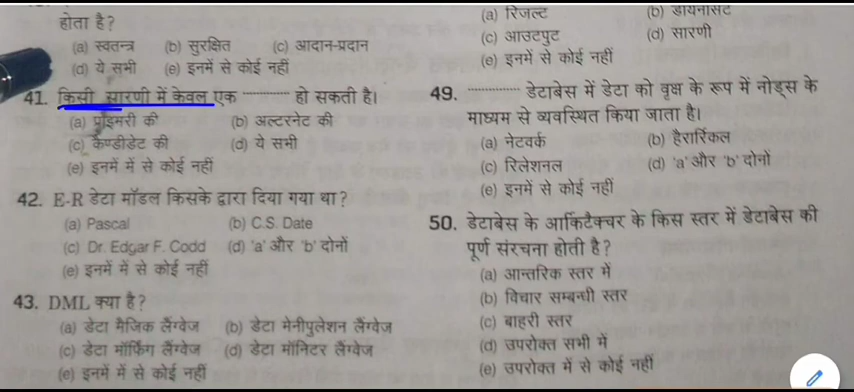 होता है?
(a) स्वतन्त्र (b) सुरक्षित (c) आदान-प्रदान
(d) ये सभी (e) इनमें से कोई नहीं
41. किसी सारणी में केवल एक ........... हो सकती है।
(a) प्राइमरी की (b) अल्टरनेट की
(c) कैण्डीडेट की (d) ये सभी
(e) इनमें में से कोई नहीं
42. E-R डेटा मॉडल किसके द्वारा दिया गया था?
(a) Pascal (b) C.S. Date
(c) Dr. Edgar F. Codd (d) 'a' और 'b' दोनों
(e) इनमें में से कोई नहीं
43. DML क्या है?
(a) डेटा मैजिक लैंग्वेज (b) डेटा मेनीपुलेशन लैंग्वेज
(c) डेटा मॉर्फिंग लैंग्वेज (d) डेटा मॉनिटर लैंग्वेज
(e) इनमें में से कोई नहीं
(a) रिजल्ट (b) डायनासेट
(c) आउटपुट (d) सारणी
(e) इनमें से कोई नहीं
49. ............. डेटाबेस में डेटा को वृक्ष के रूप में नोड्स के
माध्यम से व्यवस्थित किया जाता है।
(a) नेटवर्क (b) हैरार्रिकल
(c) रिलेशनल (d) 'a' और 'b' दोनों
(e) इनमें से कोई नहीं
50. डेटाबेस के आर्किटैक्चर के किस स्तर में डेटाबेस की
पूर्ण संरचना होती है?
(a) आन्तरिक स्तर में
(b) विचार सम्बन्धी स्तर
(c) बाहरी स्तर
(d) उपरोक्त सभी में
(e) उपरोक्त में से कोई नहीं